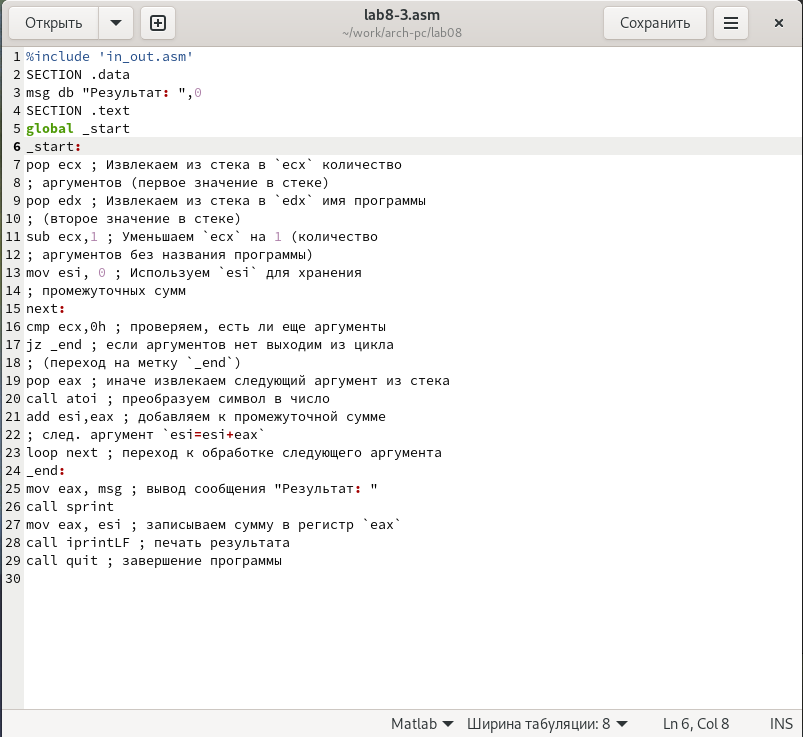 Открыть
lab8-3.asm
~/work/arch-pc/lab08
Сохранить
1 %include 'in_out.asm'
2 SECTION .data
3 msg db "Результат: ",0
4 SECTION .text
5 global _start
6 _start:
7 pop ecx ; Извлекаем из стека в `ecx` количество
8 ; аргументов (первое значение в стеке)
9 pop edx ; Извлекаем из стека в `edx` имя программы
10 ; (второе значение в стеке)
11 sub ecx,1 ; Уменьшаем `ecx` на 1 (количество
12 ; аргументов без названия программы)
13 mov esi, 0 ; Используем `esi` для хранения
14 ; промежуточных сумм
15 next:
16 cmp ecx,0h ; проверяем, есть ли еще аргументы
17 jz _end ; если аргументов нет выходим из цикла
18 ; (переход на метку `_end`)
19 pop eax ; иначе извлекаем следующий аргумент из стека
20 call atoi ; преобразуем символ в число
21 add esi,eax ; добавляем к промежуточной сумме
22 ; след. аргумент `esi=esi+eax`
23 loop next ; переход к обработке следующего аргумента
24 _end:
25 mov eax, msg ; вывод сообщения "Результат: "
26 call sprint
27 mov eax, esi ; записываем сумму в регистр `eax`
28 call iprintLF ; печать результата
29 call quit ; завершение программы
30
Matlab
Ширина табуляции: 8
Ln 6, Col 8
INS